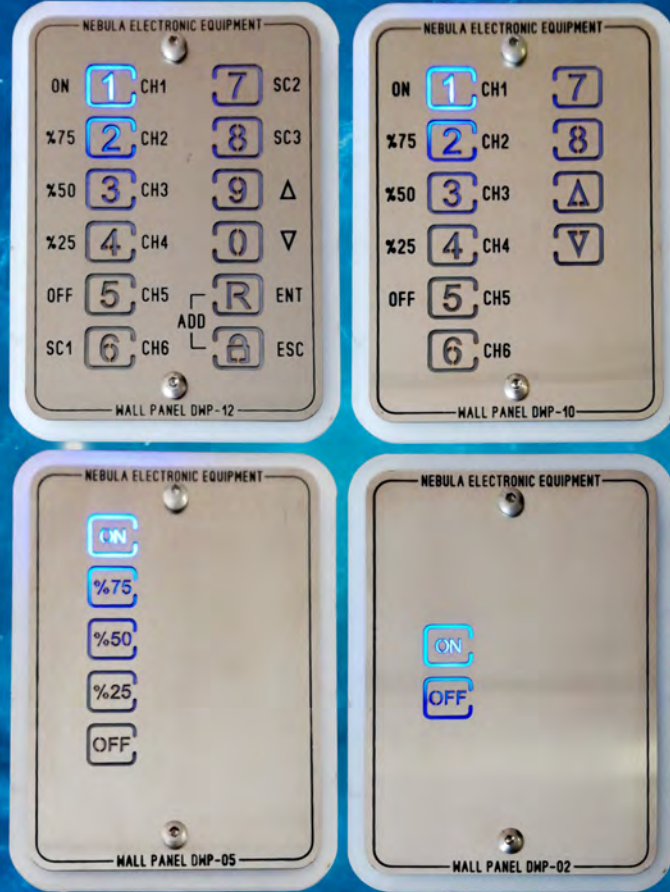 NEBULA ELECTRONIC EQUIPMENT
ON 1 CH1 7 SC2
%75 2 CH2 8 SC3
%50 3 CH3 9 Δ
%25 4 CH4 0 ∇
OFF 5 CH5 R ENT
ADD
SC1 6 CH6 ESC
WALL PANEL DWP-12
NEBULA ELECTRONIC EQUIPMENT
ON 1 CH1 7
%75 2 CH2 8
%50 3 CH3 Δ
%25 4 CH4 ∇
OFF 5 CH5
6 CH6
WALL PANEL DWP-10
NEBULA ELECTRONIC EQUIPMENT
ON
%75
%50
%25
OFF
WALL PANEL DWP-05
NEBULA ELECTRONIC EQUIPMENT
ON
OFF
WALL PANEL DWP-02